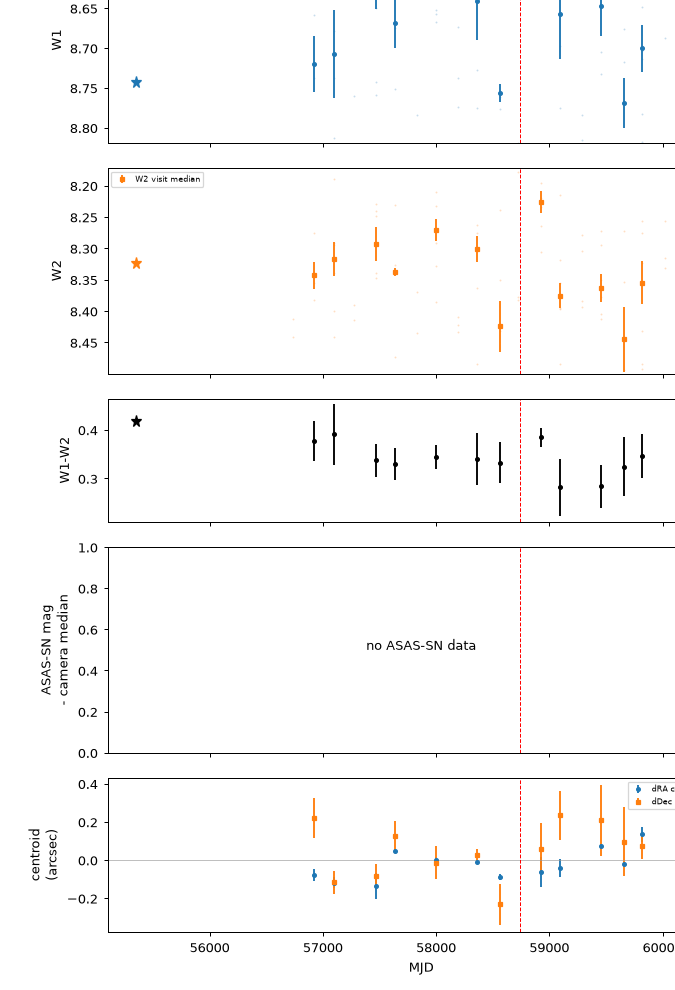 8.65
8.70
8.75
8.80
W1
W2 visit median
8.20
8.25
8.30
8.35
8.40
8.45
W2
0.4
0.3
W1-W2
1.0
0.8
0.6
0.4
0.2
0.0
ASAS-SN mag
- camera median
no ASAS-SN data
0.4
0.2
0.0
−0.2
centroid
(arcsec)
dRA c
dDec
56000
57000
58000
59000
6000
MJD